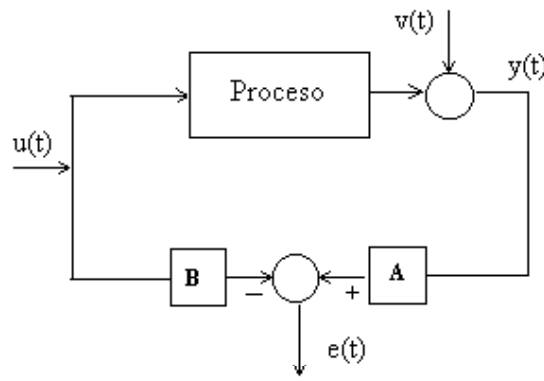 v(t)
y(t)
Proceso
u(t)
B
A
−
+
e(t)